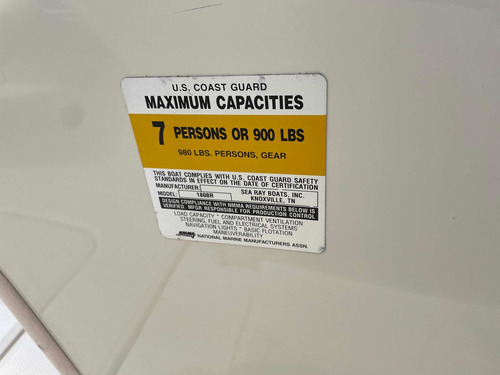 U.S. COAST GUARD
MAXIMUM CAPACITIES
7 PERSONS OR 900 LBS
980 LBS. PERSONS, GEAR
THIS BOAT COMPLIES WITH U.S. COAST GUARD SAFETY
STANDARDS IN EFFECT ON THE DATE OF CERTIFICATION
MANUFACTURER: SEA RAY BOATS, INC.
MODEL: 180BR KNOXVILLE, TN
DESIGN COMPLIANCE WITH NMMA REQUIREMENTS BELOW IS
VERIFIED. MFGR RESPONSIBLE FOR PRODUCTION CONTROL
LOAD CAPACITY * COMPARTMENT VENTILATION
STEERING, FUEL AND ELECTRICAL SYSTEMS
NAVIGATION LIGHTS * BASIC FLOTATION
MANEUVERABILITY
NMMA NATIONAL MARINE MANUFACTURERS ASSN.